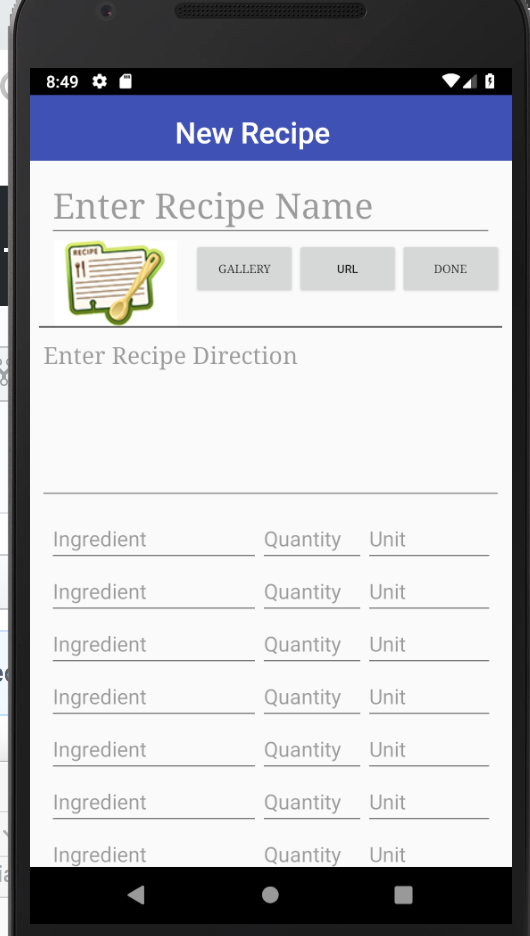 8:49
New Recipe
Enter Recipe Name
RECIPE
GALLERY URL DONE
Enter Recipe Direction
Ingredient Quantity Unit
Ingredient Quantity Unit
Ingredient Quantity Unit
Ingredient Quantity Unit
Ingredient Quantity Unit
Ingredient Quantity Unit
Ingredient Quantity Unit